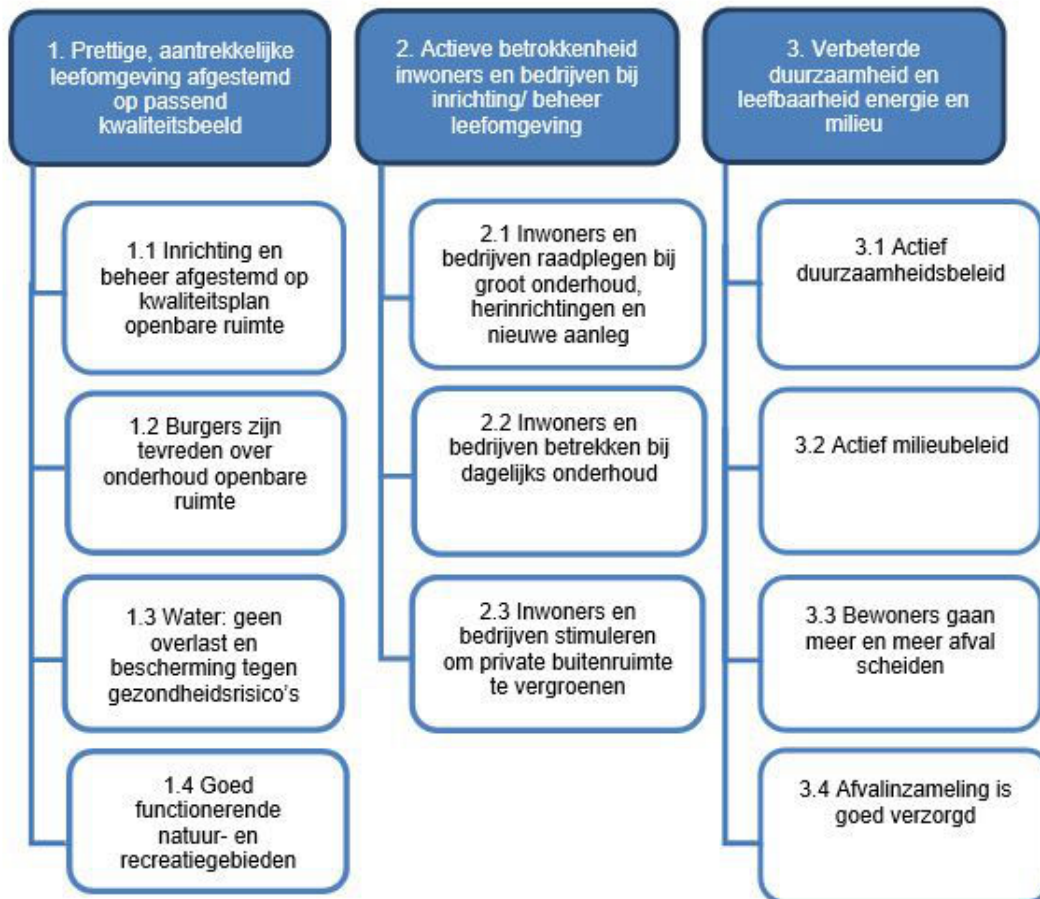 1. Prettige, aantrekkelijke
leefomgeving afgestemd
op passend
kwaliteitsbeeld
1.1 Inrichting en
beheer afgestemd op
kwaliteitsplan
openbare ruimte
1.2 Burgers zijn
tevreden over
onderhoud openbare
ruimte
1.3 Water: geen
overlast en
bescherming tegen
gezondheidsrisico’s
1.4 Goed
functionerende
natuur- en
recreatiegebieden
2. Actieve betrokkenheid
inwoners en bedrijven bij
inrichting/ beheer
leefomgeving
2.1 Inwoners en
bedrijven raadplegen bij
groot onderhoud,
herinrichtingen en
nieuwe aanleg
2.2 Inwoners en
bedrijven betrekken bij
dagelijks onderhoud
2.3 Inwoners en
bedrijven stimuleren
om private buitenruimte
te vergroenen
3. Verbeterde
duurzaamheid en
leefbaarheid energie en
milieu
3.1 Actief
duurzaamheidsbeleid
3.2 Actief milieubeleid
3.3 Bewoners gaan
meer en meer afval
scheiden
3.4 Afvalinzameling is
goed verzorgd